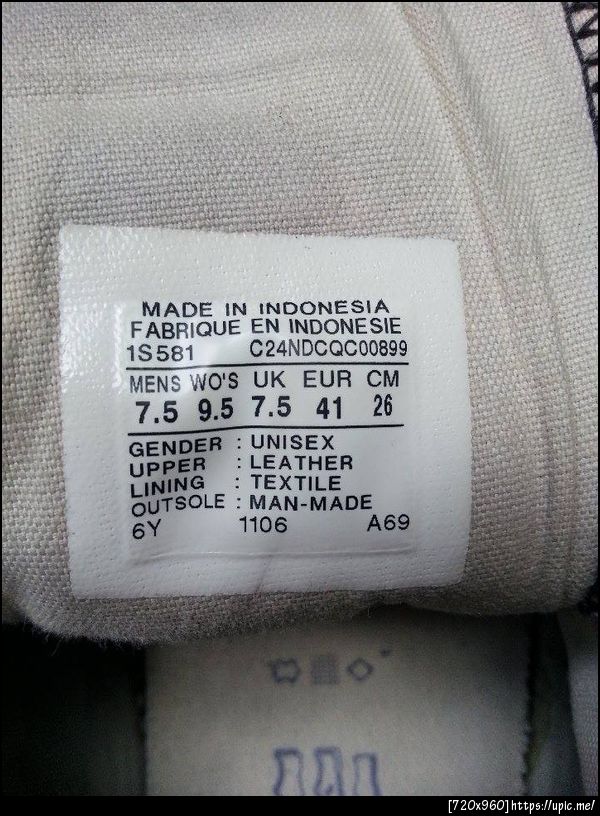 MADE IN INDONESIA
FABRIQUE EN INDONESIE
1S581 C24NDCQC00899
MENS WO'S UK EUR CM
7.5 9.5 7.5 41 26
GENDER : UNISEX
UPPER : LEATHER
LINING : TEXTILE
OUTSOLE : MAN-MADE
6Y 1106 A69
[720x960]https://upic.me/